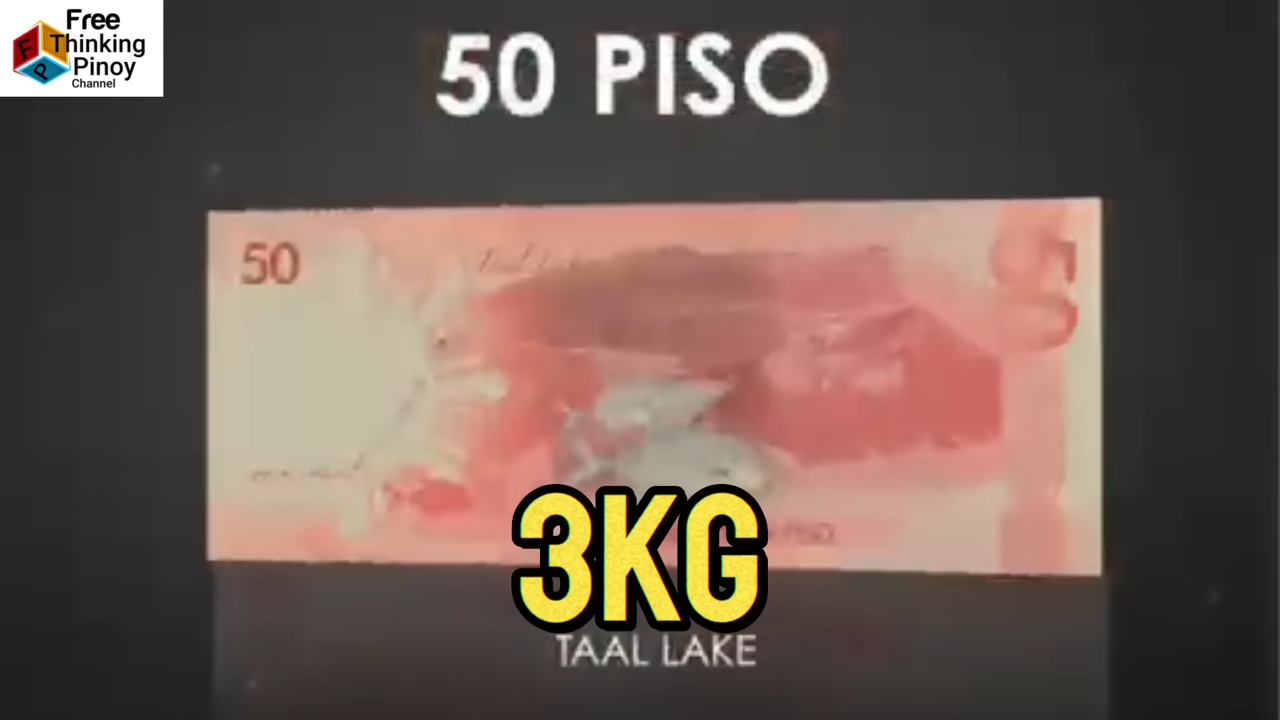 Free
Thinking
Pinoy
Channel
F
T
P
50 PISO
50
PISO
3KG
TAAL LAKE